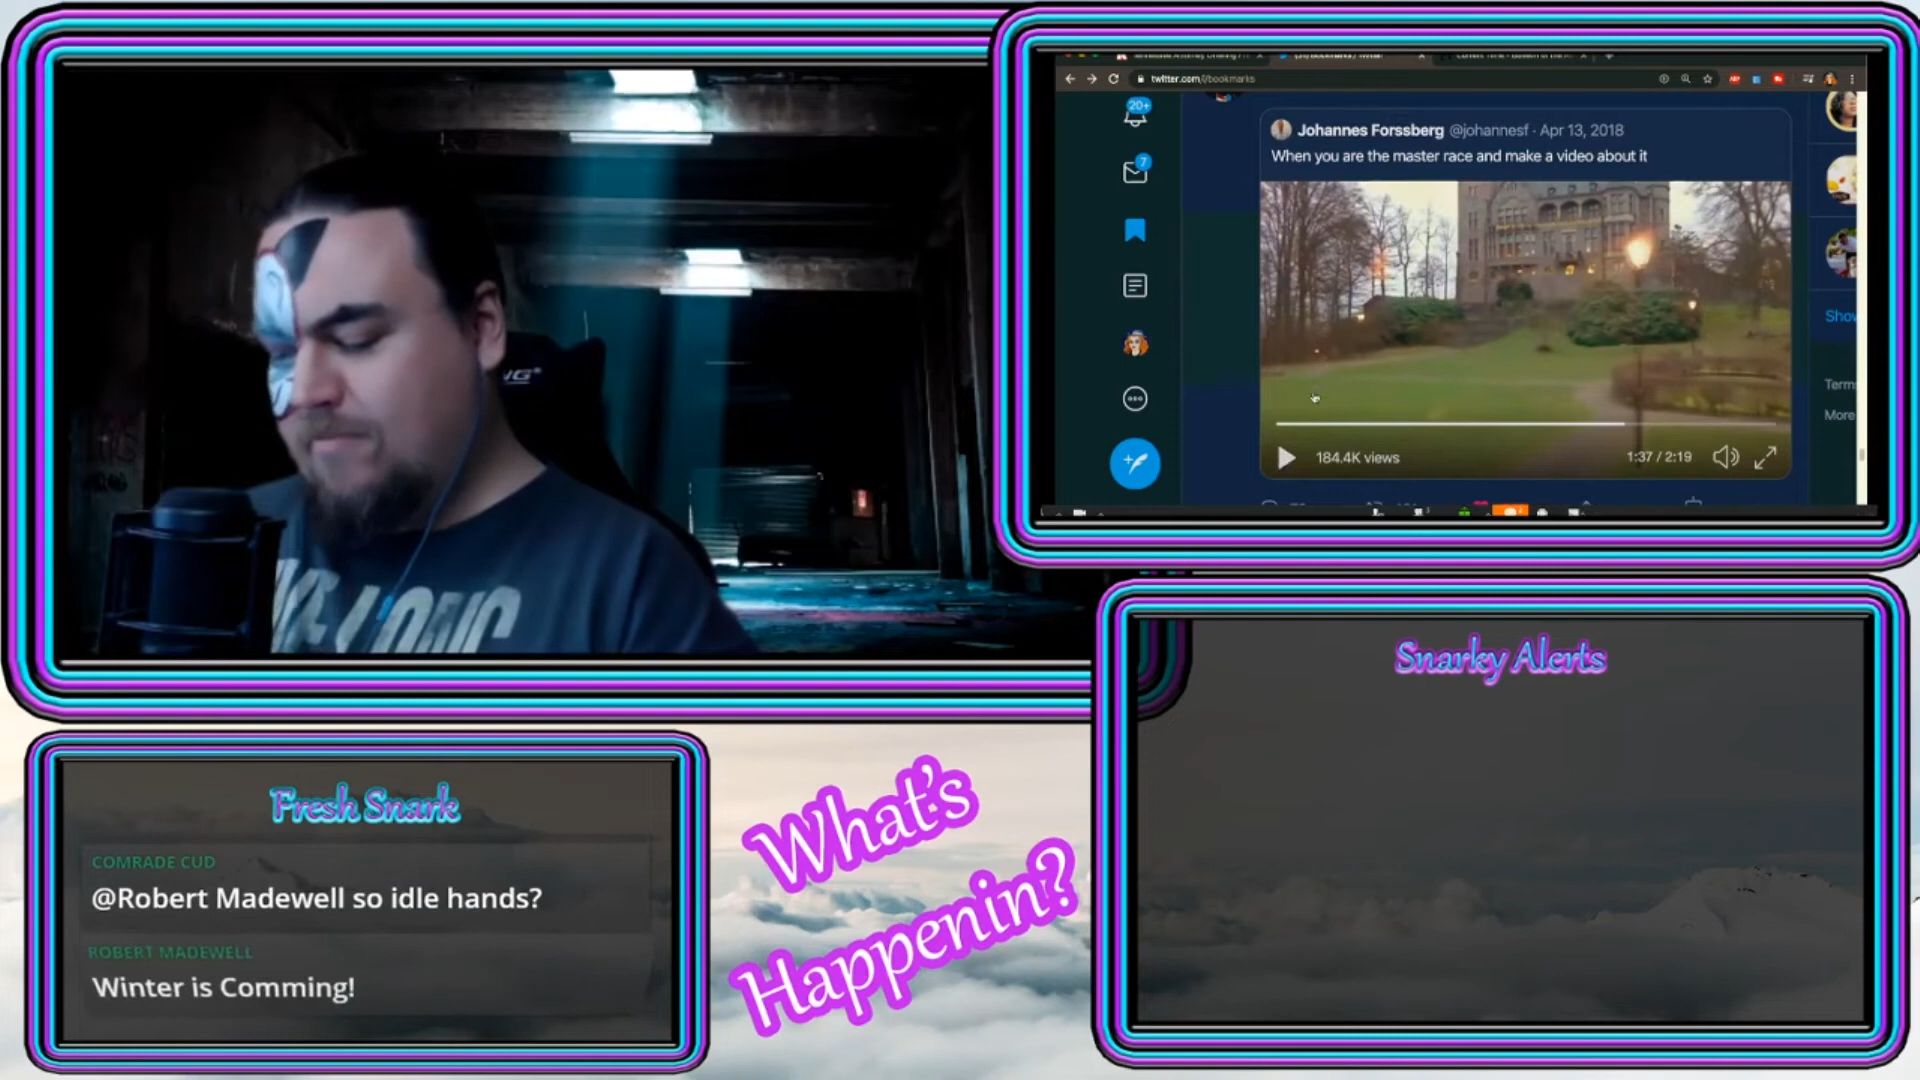 twitter.com/i/bookmarks
20+
7
Johannes Forssberg @johannesf · Apr 13, 2018
When you are the master race and make a video about it
Show
Terms
More
184.4K views
1:37 / 2:19
Snarky Alerts
Fresh Snark
COMRADE CUD
@Robert Madewell so idle hands?
ROBERT MADEWELL
Winter is Comming!
What's
Happenin?